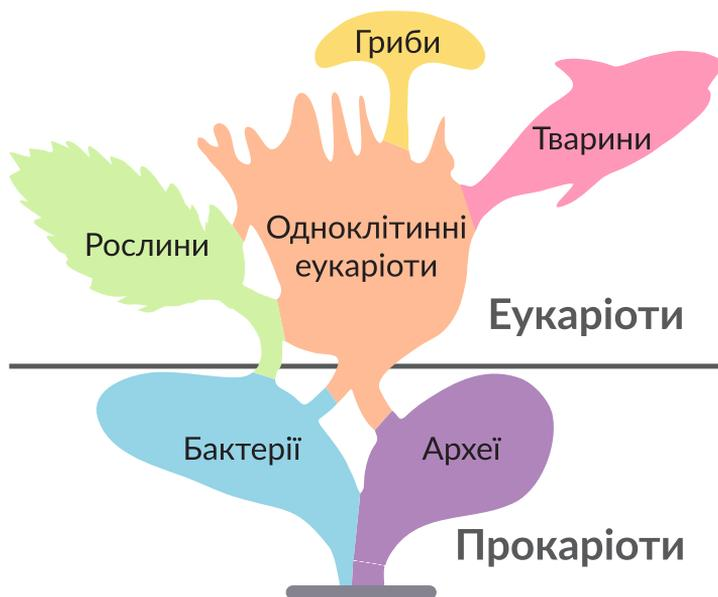 Гриби
Тварини
Рослини
Одноклітинні
еукаріоти
Еукаріоти
Бактерії
Археї
Прокаріоти